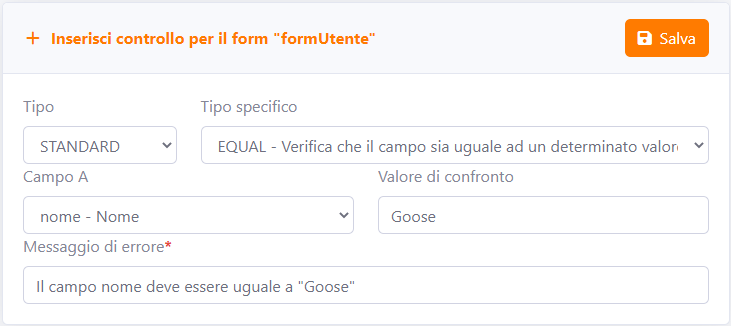 Inserisci controllo per il form "formUtente"
Salva
Tipo
Tipo specifico
STANDARD
EQUAL - Verifica che il campo sia uguale ad un determinato valore
Campo A
Valore di confronto
nome - Nome
Goose
Messaggio di errore*
Il campo nome deve essere uguale a "Goose"